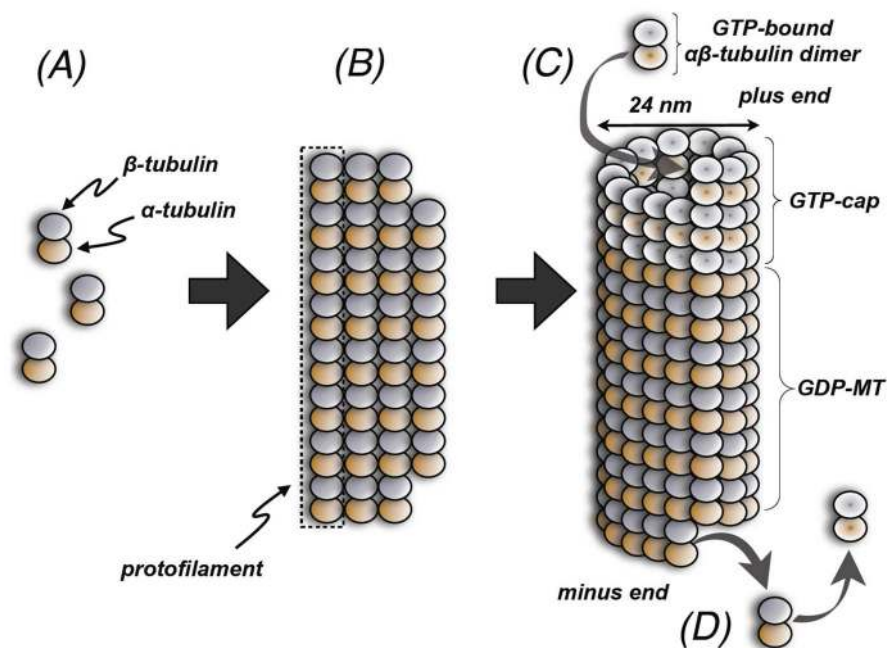 (A)
β-tubulin
α-tubulin
(B)
protofilament
(C)
GTP-bound
αβ-tubulin dimer
24 nm
plus end
GTP-cap
GDP-MT
minus end
(D)